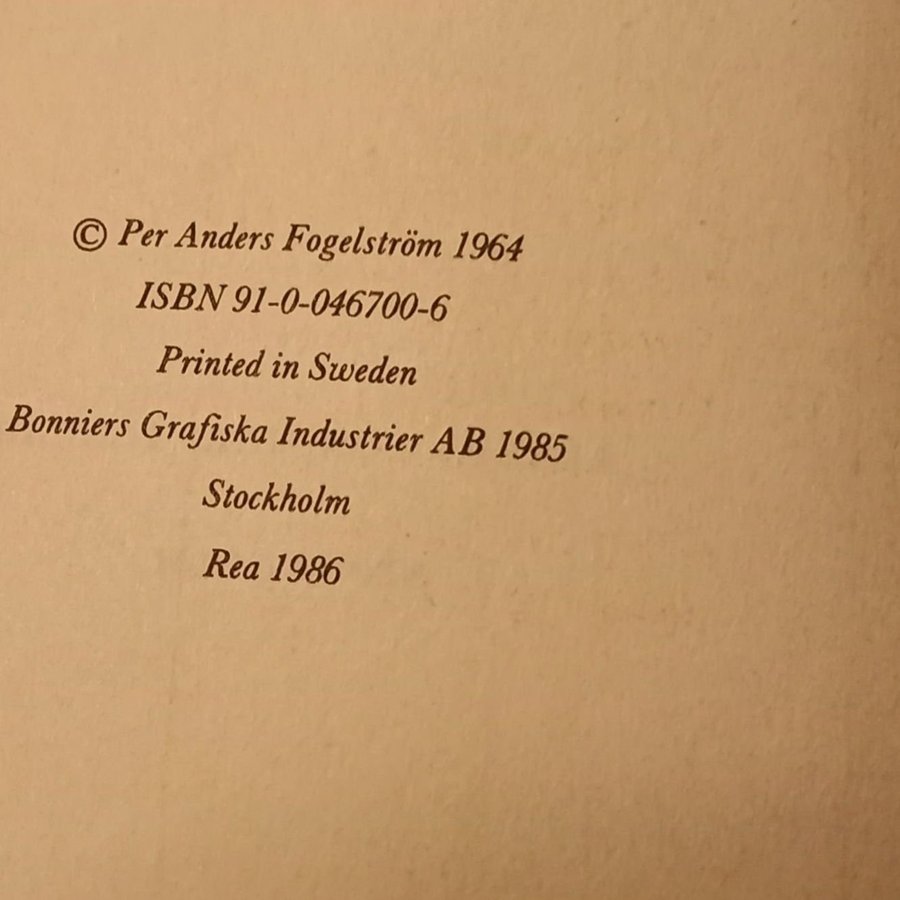 © Per Anders Fogelström 1964
ISBN 91-0-046700-6
Printed in Sweden
Bonniers Grafiska Industrier AB 1985
Stockholm
Rea 1986